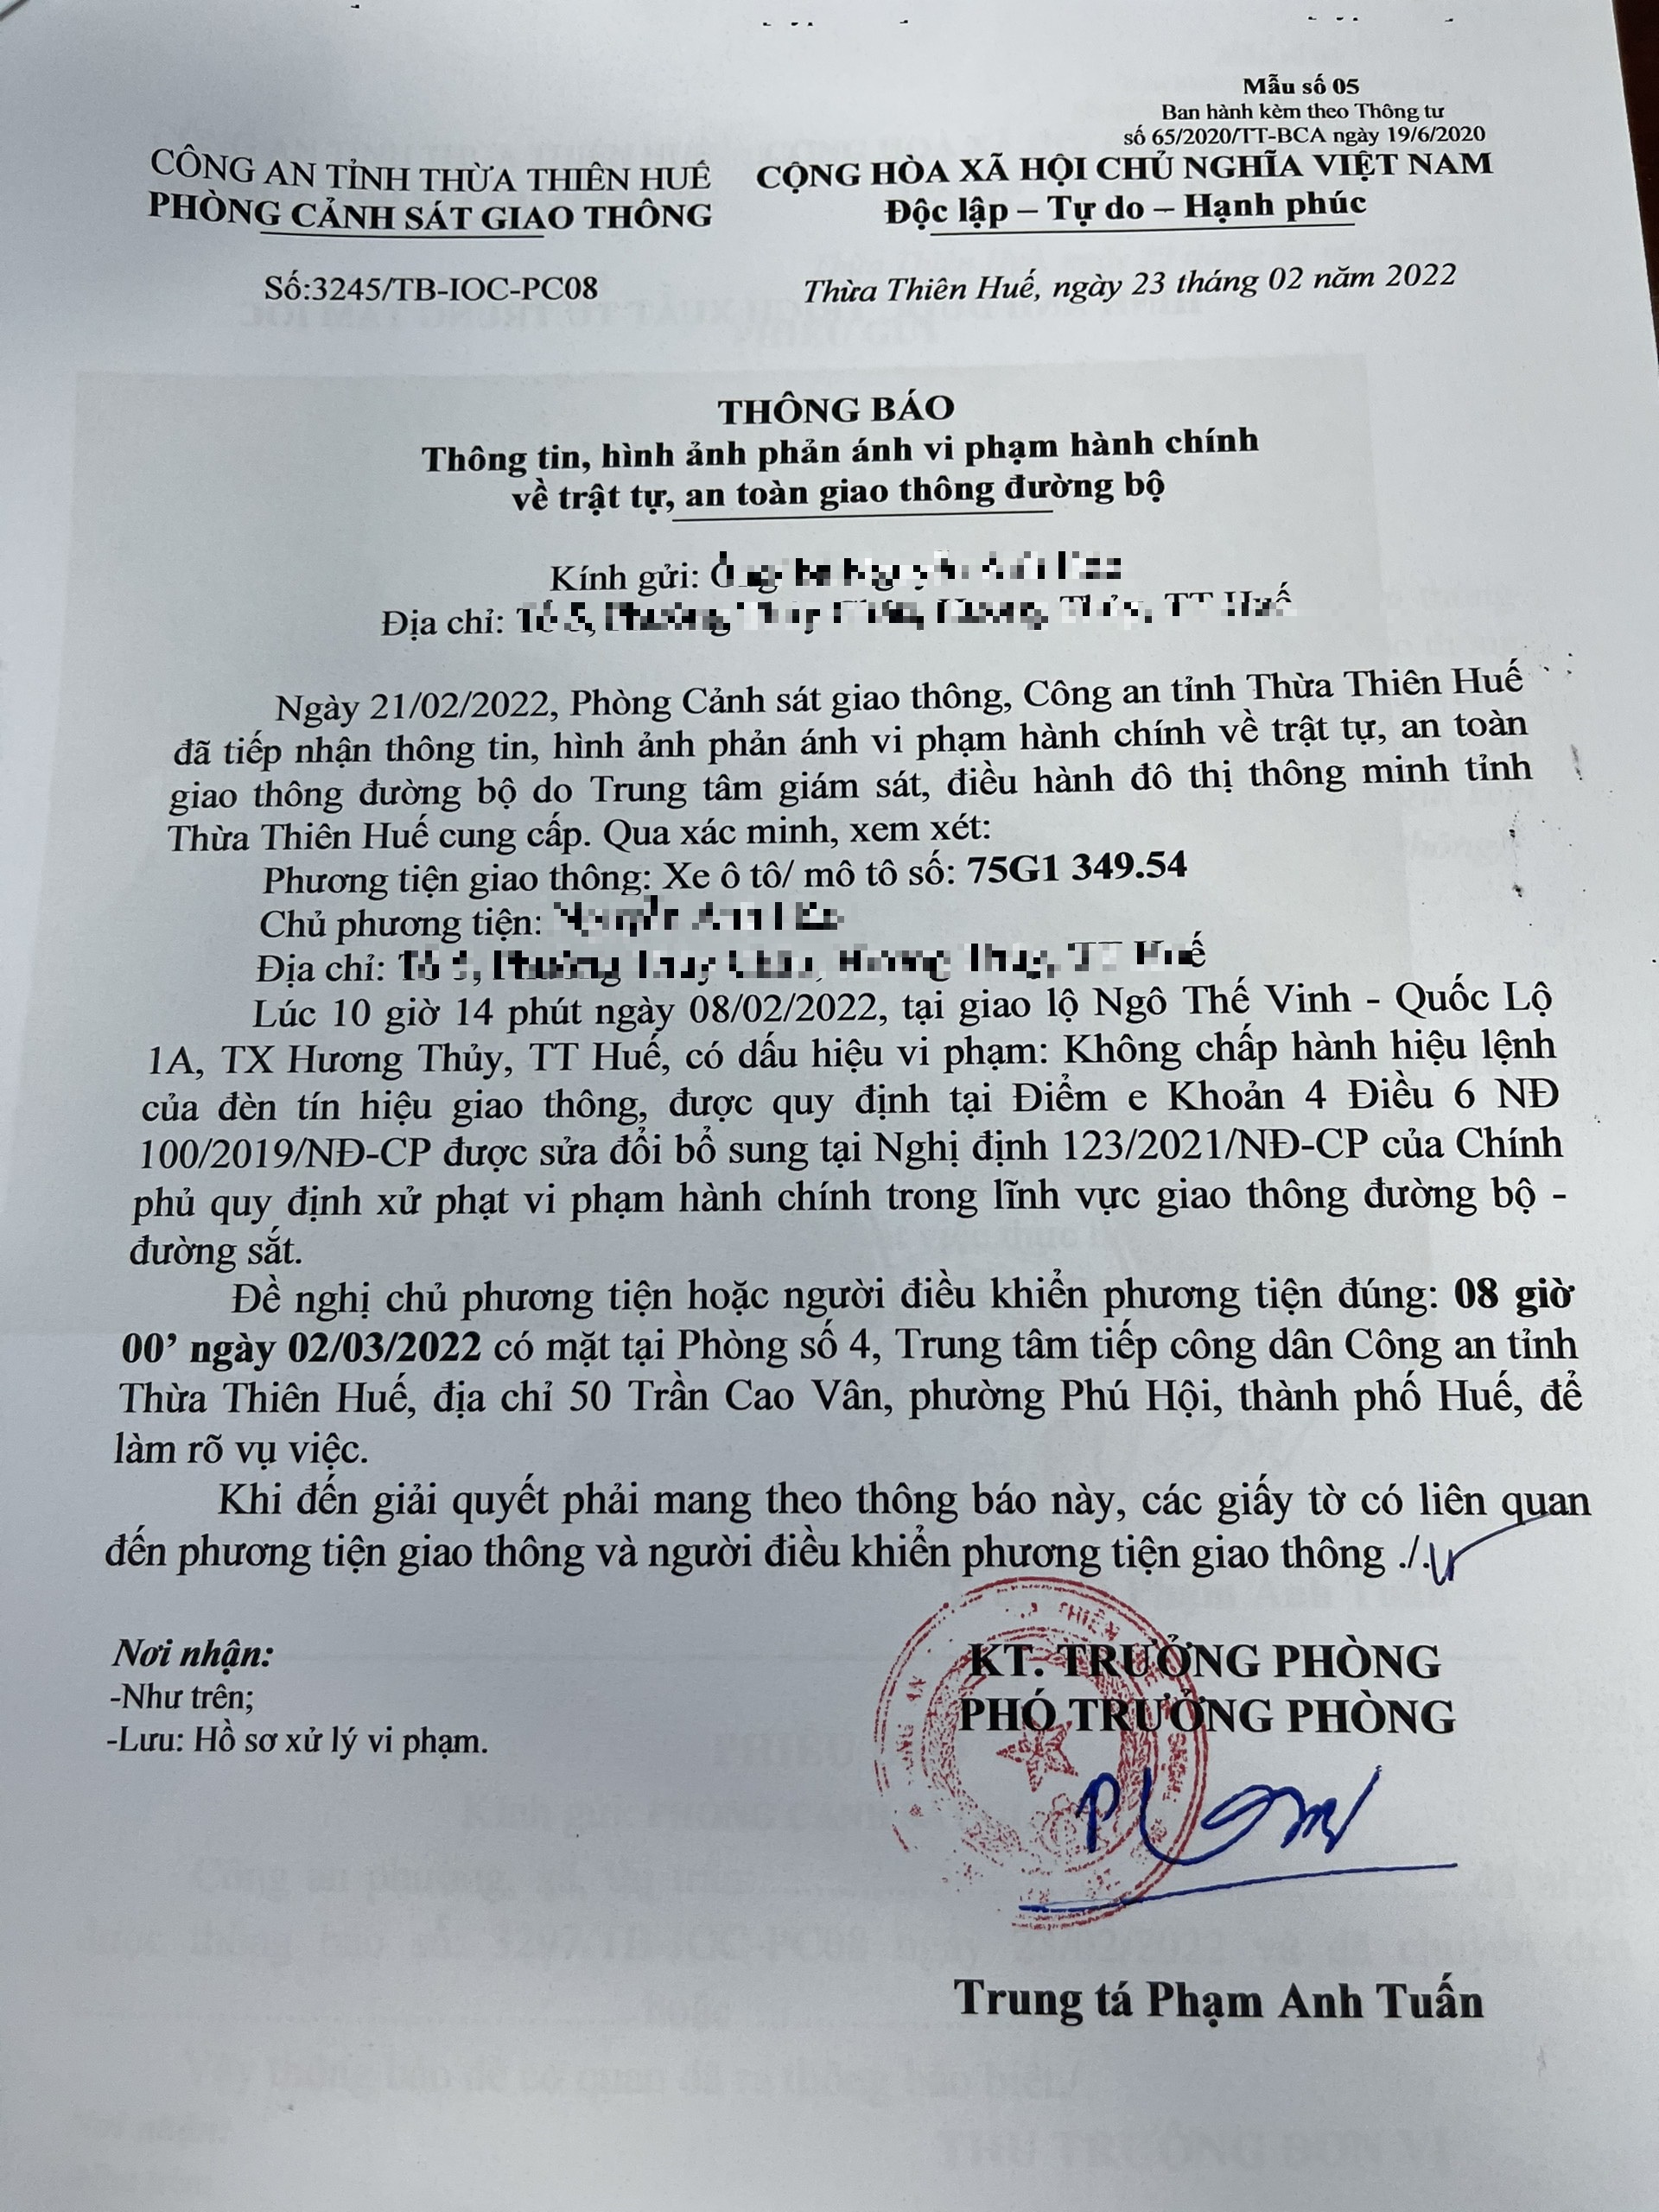 Mẫu số 05
Ban hành kèm theo Thông tư
số 65/2020/TT-BCA ngày 19/6/2020
CÔNG AN TỈNH THỪA THIÊN HUẾ
PHÒNG CẢNH SÁT GIAO THÔNG
CỘNG HÒA XÃ HỘI CHỦ NGHĨA VIỆT NAM
Độc lập – Tự do – Hạnh phúc
Số:3245/TB-IOC-PC08
Thừa Thiên Huế, ngày 23 tháng 02 năm 2022
THÔNG BÁO
Thông tin, hình ảnh phản ánh vi phạm hành chính
về trật tự, an toàn giao thông đường bộ
Kính gửi:
Địa chỉ:
Ngày 21/02/2022, Phòng Cảnh sát giao thông, Công an tỉnh Thừa Thiên Huế
đã tiếp nhận thông tin, hình ảnh phản ánh vi phạm hành chính về trật tự, an toàn
giao thông đường bộ do Trung tâm giám sát, điều hành đô thị thông minh tỉnh
Thừa Thiên Huế cung cấp. Qua xác minh, xem xét:
Phương tiện giao thông: Xe ô tô/ mô tô số: 75G1 349.54
Chủ phương tiện:
Địa chỉ:
Lúc 10 giờ 14 phút ngày 08/02/2022, tại giao lộ Ngô Thế Vinh - Quốc Lộ
1A, TX Hương Thủy, TT Huế, có dấu hiệu vi phạm: Không chấp hành hiệu lệnh
của đèn tín hiệu giao thông, được quy định tại Điểm e Khoản 4 Điều 6 NĐ
100/2019/NĐ-CP được sửa đổi bổ sung tại Nghị định 123/2021/NĐ-CP của Chính
phủ quy định xử phạt vi phạm hành chính trong lĩnh vực giao thông đường bộ -
đường sắt.
Đề nghị chủ phương tiện hoặc người điều khiển phương tiện đúng: 08 giờ
00’ ngày 02/03/2022 có mặt tại Phòng số 4, Trung tâm tiếp công dân Công an tỉnh
Thừa Thiên Huế, địa chỉ 50 Trần Cao Vân, phường Phú Hội, thành phố Huế, để
làm rõ vụ việc.
Khi đến giải quyết phải mang theo thông báo này, các giấy tờ có liên quan
đến phương tiện giao thông và người điều khiển phương tiện giao thông ./.
Nơi nhận:
-Như trên;
-Lưu: Hồ sơ xử lý vi phạm.
KT. TRƯỞNG PHÒNG
PHÓ TRƯỞNG PHÒNG
Trung tá Phạm Anh Tuấn